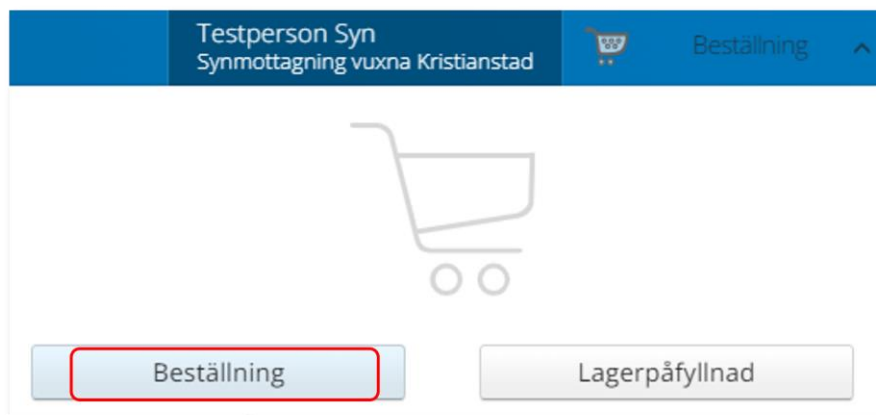 Testperson Syn
Synmottagning vuxna Kristianstad
Beställning
Beställning
Lagerpåfyllnad